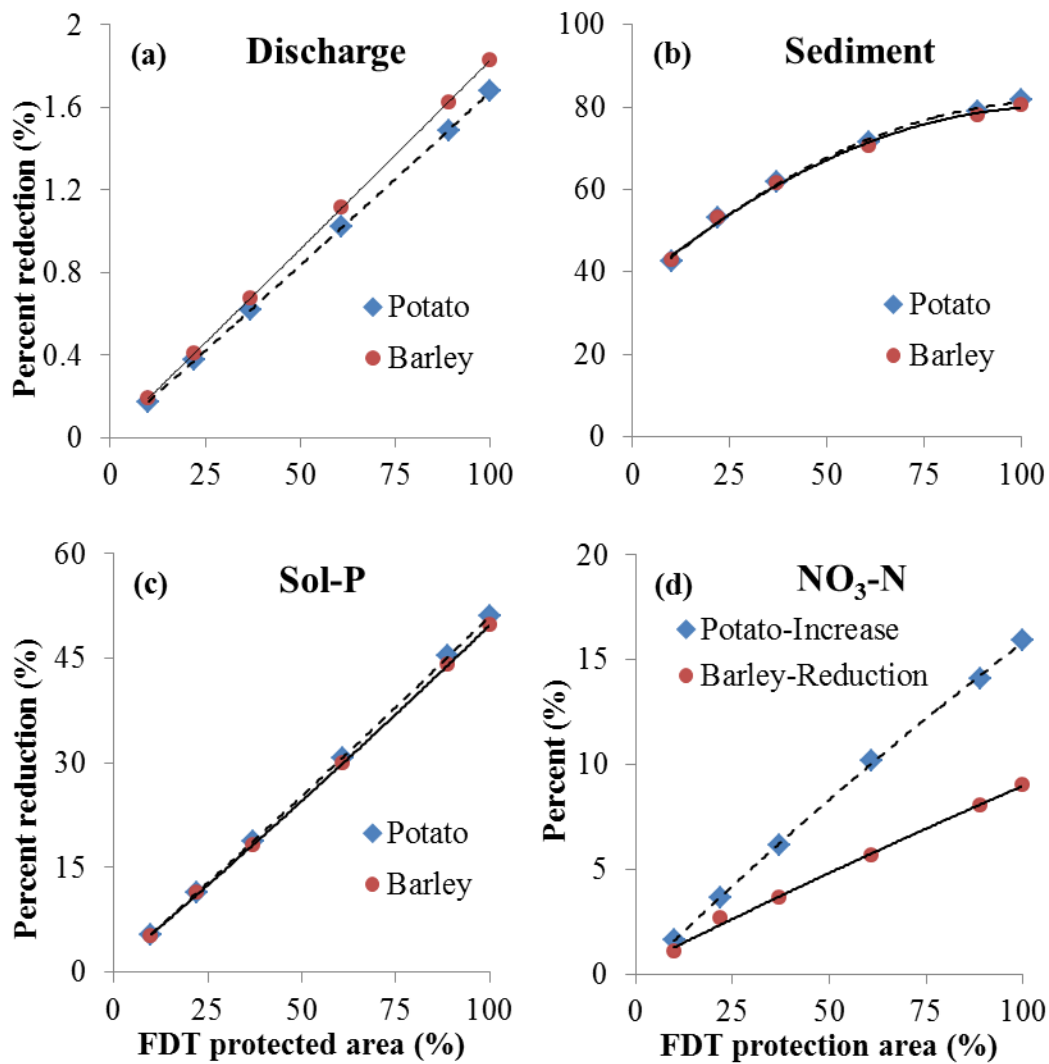 (a) Discharge
Percent redection (%)
2
1.6
1.2
0.8
0.4
0
0 25 50 75 100
Potato
Barley
(b) Sediment
100
80
60
40
20
0
0 25 50 75 100
Potato
Barley
(c) Sol-P
Percent reduction (%)
60
45
30
15
0
0 25 50 75 100
FDT protected area (%)
Potato
Barley
(d) NO₃-N
Percent (%)
20
15
10
5
0
0 25 50 75 100
FDT protection area (%)
Potato-Increase
Barley-Reduction